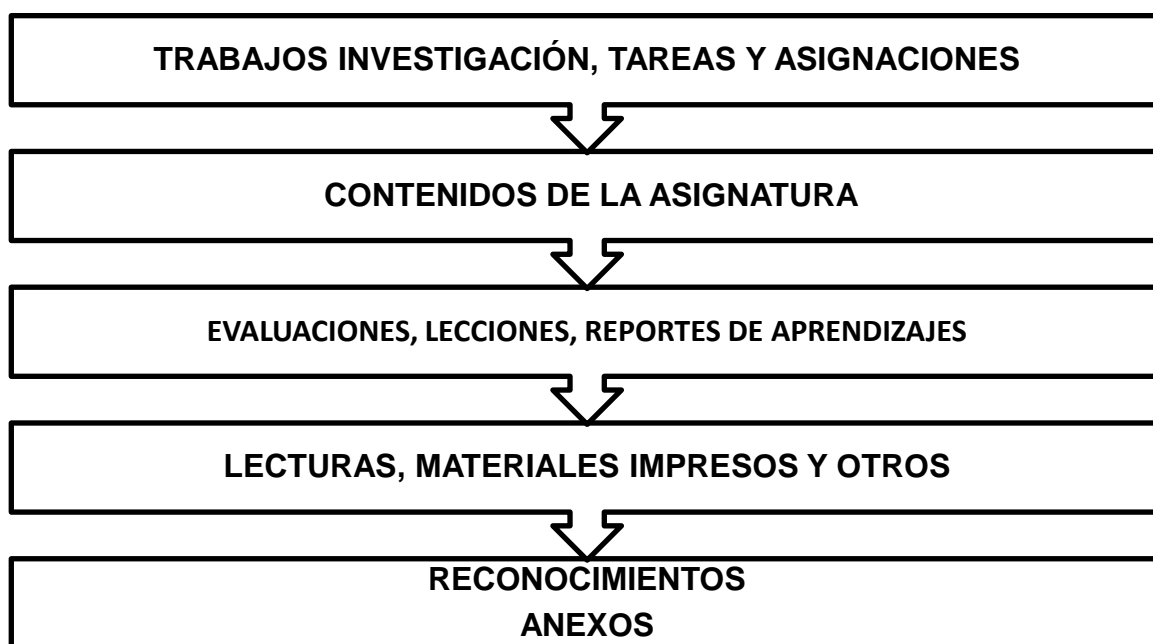 TRABAJOS INVESTIGACIÓN, TAREAS Y ASIGNACIONES
CONTENIDOS DE LA ASIGNATURA
EVALUACIONES, LECCIONES, REPORTES DE APRENDIZAJES
LECTURAS, MATERIALES IMPRESOS Y OTROS
RECONOCIMIENTOS
ANEXOS